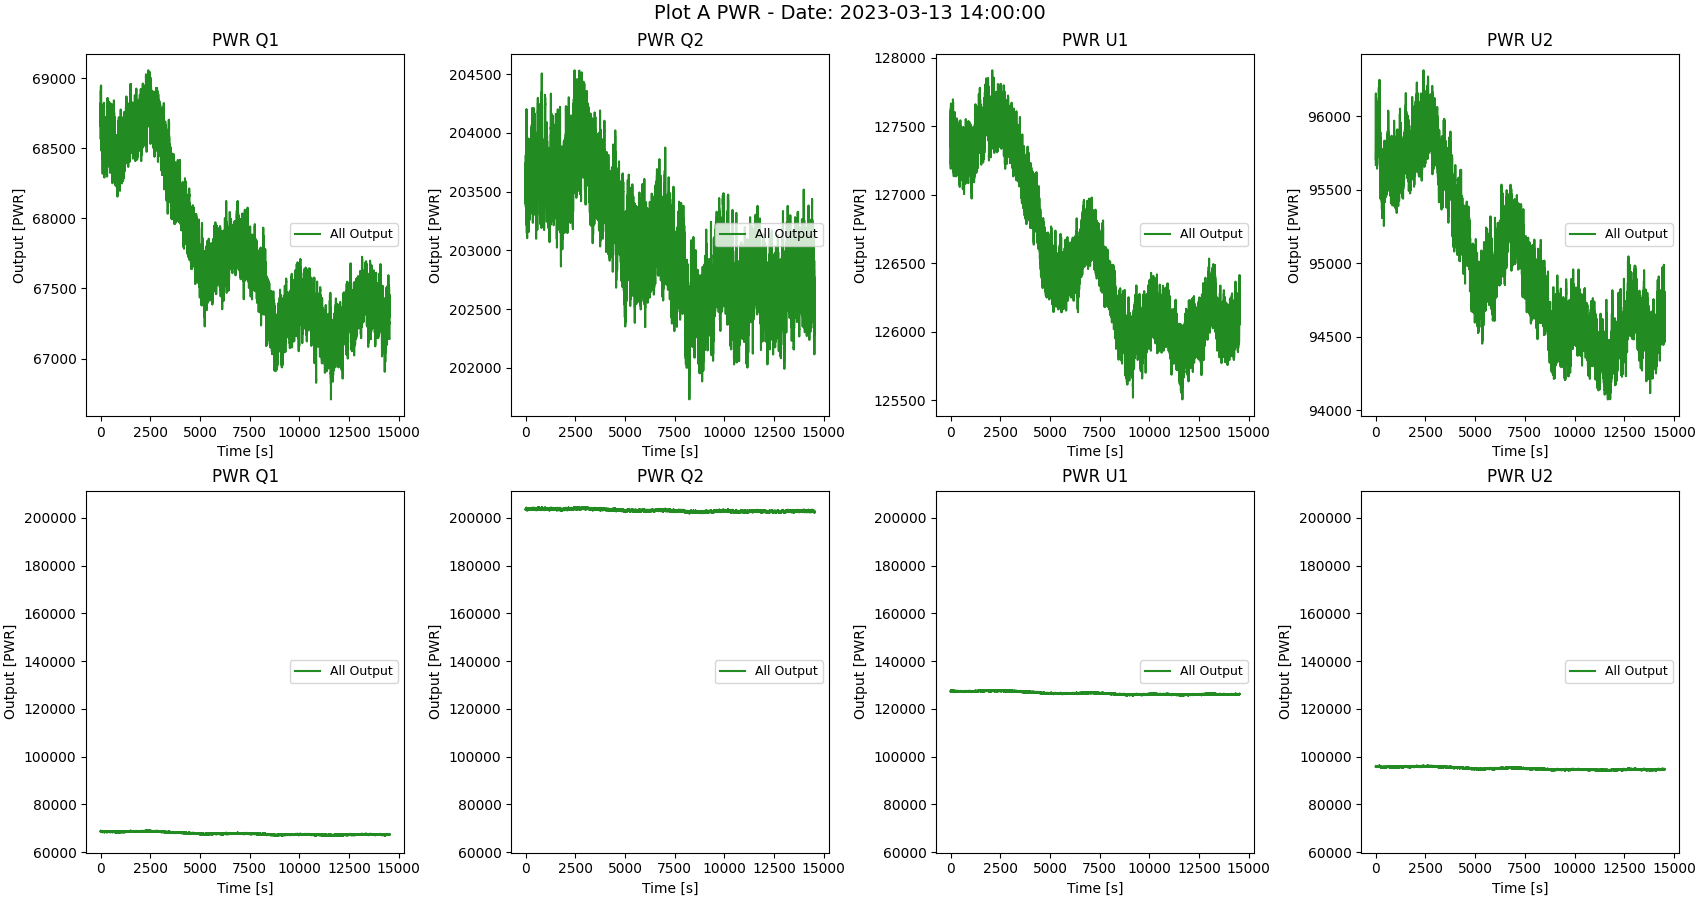 Plot A PWR - Date: 2023-03-13 14:00:00
PWR Q1
PWR Q2
PWR U1
PWR U2
Output [PWR]
69000
68500
68000
67500
67000
All Output
0 2500 5000 7500 10000 12500 15000
Time [s]
Output [PWR]
204500
204000
203500
203000
202500
202000
All Output
0 2500 5000 7500 10000 12500 15000
Time [s]
Output [PWR]
128000
127500
127000
126500
126000
125500
All Output
0 2500 5000 7500 10000 12500 15000
Time [s]
Output [PWR]
96000
95500
95000
94500
94000
All Output
0 2500 5000 7500 10000 12500 15000
Time [s]
PWR Q1
PWR Q2
PWR U1
PWR U2
Output [PWR]
200000
180000
160000
140000
120000
100000
80000
60000
All Output
0 2500 5000 7500 10000 12500 15000
Time [s]
Output [PWR]
200000
180000
160000
140000
120000
100000
80000
60000
All Output
0 2500 5000 7500 10000 12500 15000
Time [s]
Output [PWR]
200000
180000
160000
140000
120000
100000
80000
60000
All Output
0 2500 5000 7500 10000 12500 15000
Time [s]
Output [PWR]
200000
180000
160000
140000
120000
100000
80000
60000
All Output
0 2500 5000 7500 10000 12500 15000
Time [s]